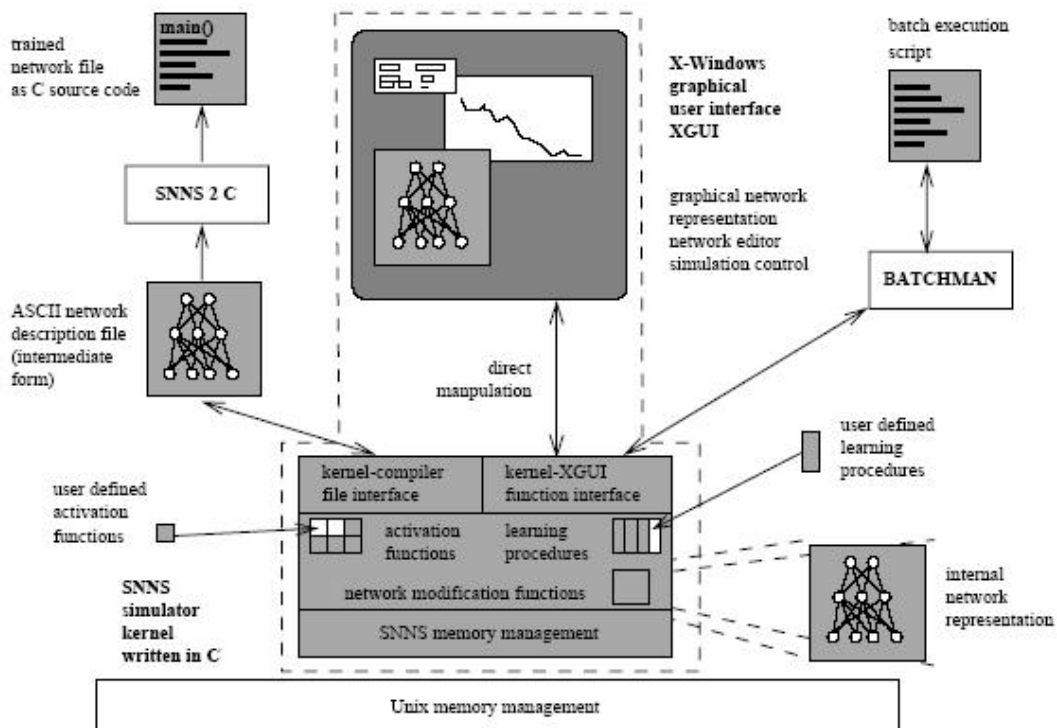 trained
network file
as C source code
main()
SNNS 2 C
ASCII network
description file
(intermediate
form)
X-Windows
graphical
user interface
XGUI
graphical network
representation
network editor
simulation control
batch execution
script
BATCHMAN
direct
manpulation
user defined
learning
procedures
kernel-compiler
file interface
kernel-XGUI
function interface
user defined
activation
functions
activation
functions
learning
procedures
network modification functions
SNNS memory management
SNNS
simulator
kernel
written in C
internal
network
representation
Unix memory management